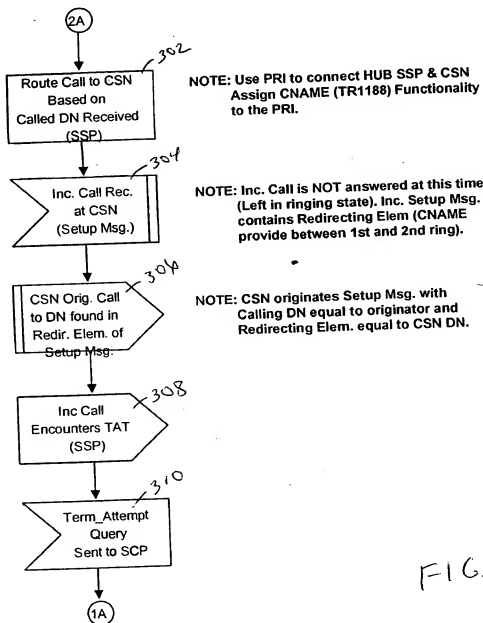 2A
302
Route Call to CSN
Based on
Called DN Received
(SSP)
NOTE: Use PRI to connect HUB SSP & CSN
Assign CNAME (TR1188) Functionality
to the PRI.
304
Inc. Call Rec.
at CSN
(Setup Msg.)
NOTE: Inc. Call is NOT answered at this time
(Left in ringing state). Inc. Setup Msg.
contains Redirecting Elem (CNAME
provide between 1st and 2nd ring).
306
CSN Orig. Call
to DN found in
Redir. Elem. of
Setup Msg.
NOTE: CSN originates Setup Msg. with
Calling DN equal to originator and
Redirecting Elem. equal to CSN DN.
308
Inc Call
Encounters TAT
(SSP)
310
Term_Attempt
Query
Sent to SCP
1A
FIG.